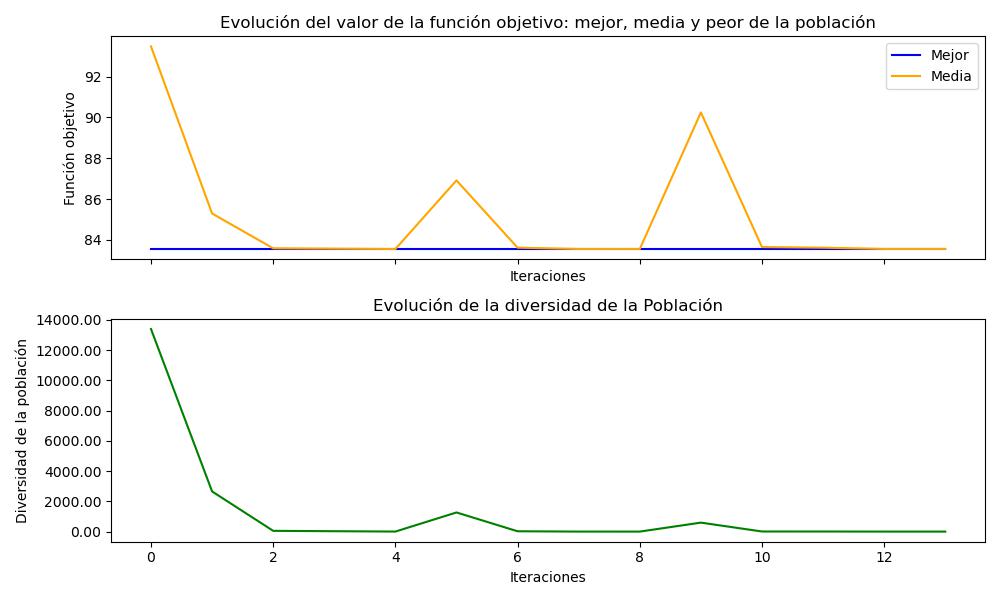 Evolución del valor de la función objetivo: mejor, media y peor de la población
Mejor
Media
Función objetivo
92
90
88
86
84
Iteraciones
Evolución de la diversidad de la Población
Diversidad de la población
14000.00
12000.00
10000.00
8000.00
6000.00
4000.00
2000.00
0.00
0 2 4 6 8 10 12
Iteraciones